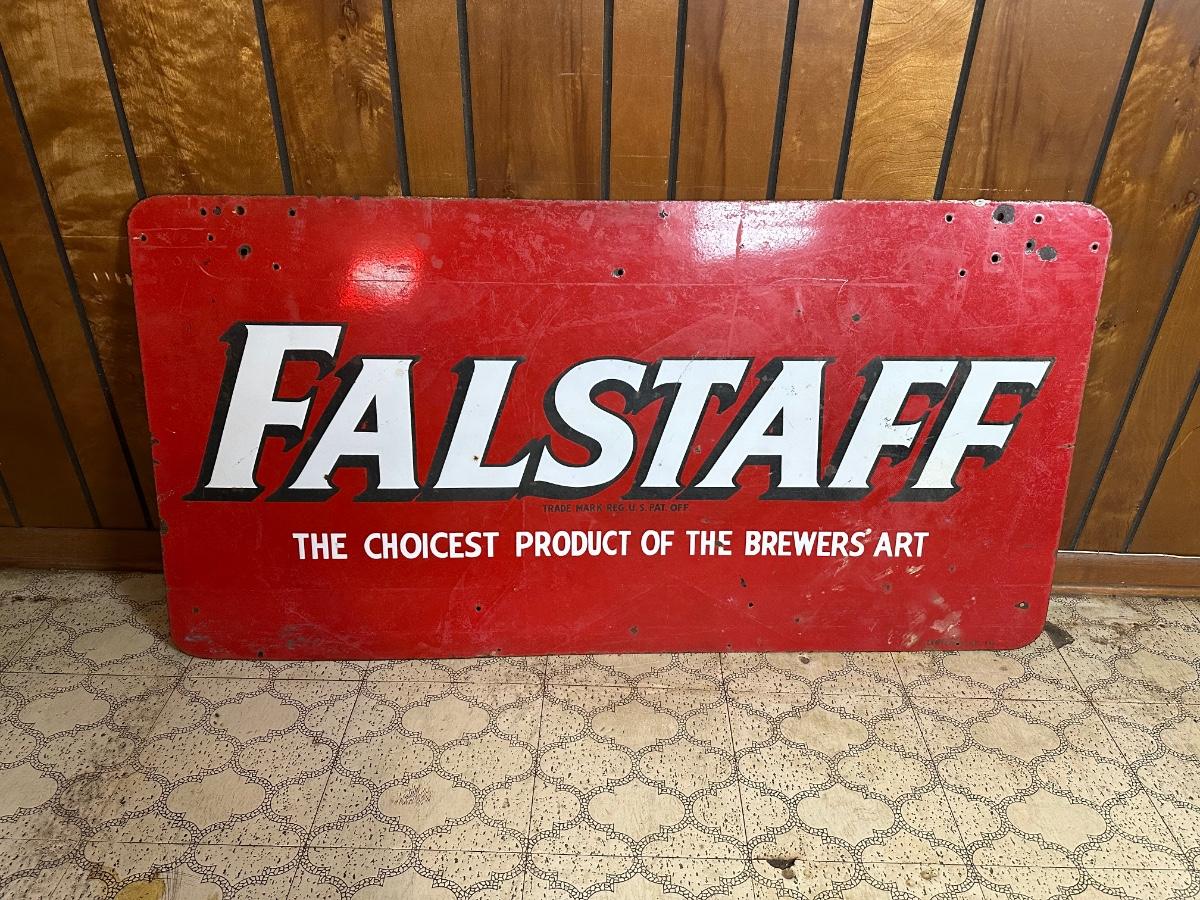 FALSTAFF
TRADE MARK REG. U.S. PAT. OFF.
THE CHOICEST PRODUCT OF THE BREWERS' ART